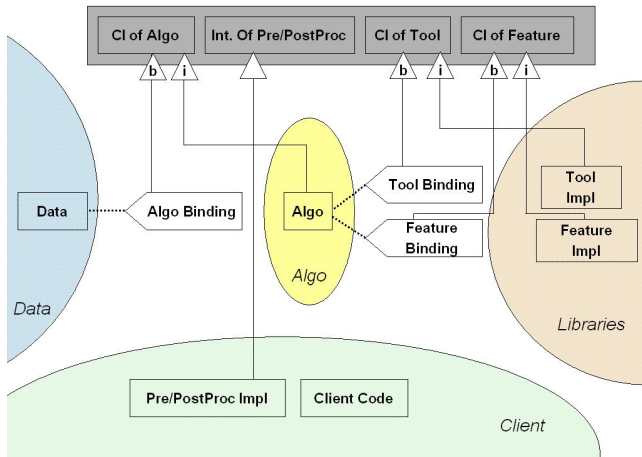 CI of Algo
Int. Of Pre/PostProc
CI of Tool
CI of Feature
b
i
b
i
b
i
Tool Binding
Tool
Impl
Data
Algo Binding
Algo
Feature
Binding
Feature
Impl
Algo
Data
Libraries
Pre/PostProc Impl
Client Code
Client